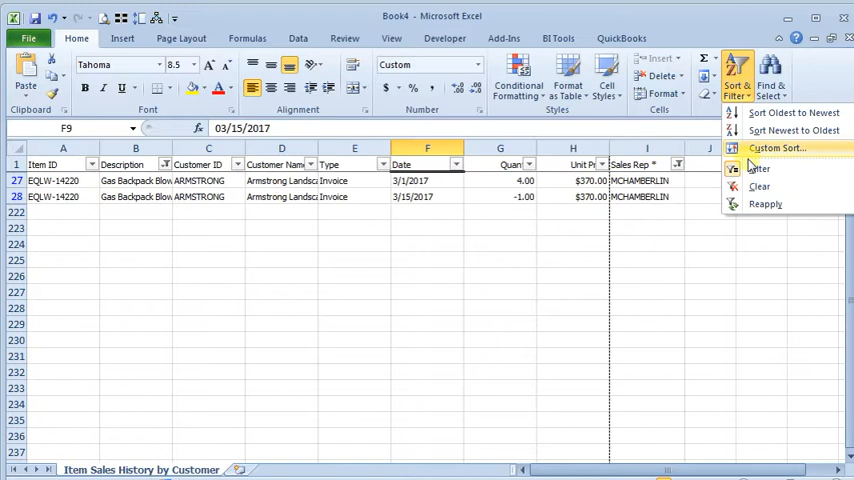 Book4 - Microsoft Excel
File Home Insert Page Layout Formulas Data Review View Developer Add-Ins BI Tools QuickBooks
Tahoma 8.5 Custom
Insert Σ
Delete
Format
Paste B I U $ % , Conditional Formatting Format as Table Cell Styles Sort & Filter Find & Select
Clipboard Font Alignment Number Styles Cells
Sort Oldest to Newest
Sort Newest to Oldest
Custom Sort...
Filter
Clear
Reapply
F9 fx 03/15/2017
A B C D E F G H I J
1 Item ID Description Customer ID Customer Name Type Date Quant Unit Pr Sales Rep *
27 EQLW-14220 Gas Backpack Blow ARMSTRONG Armstrong Landsca Invoice 3/1/2017 4.00 $370.00 MCHAMBERLIN
28 EQLW-14220 Gas Backpack Blow ARMSTRONG Armstrong Landsca Invoice 3/15/2017 -1.00 $370.00 MCHAMBERLIN
222
223
224
225
226
227
228
229
230
231
232
233
234
235
236
237
Item Sales History by Customer